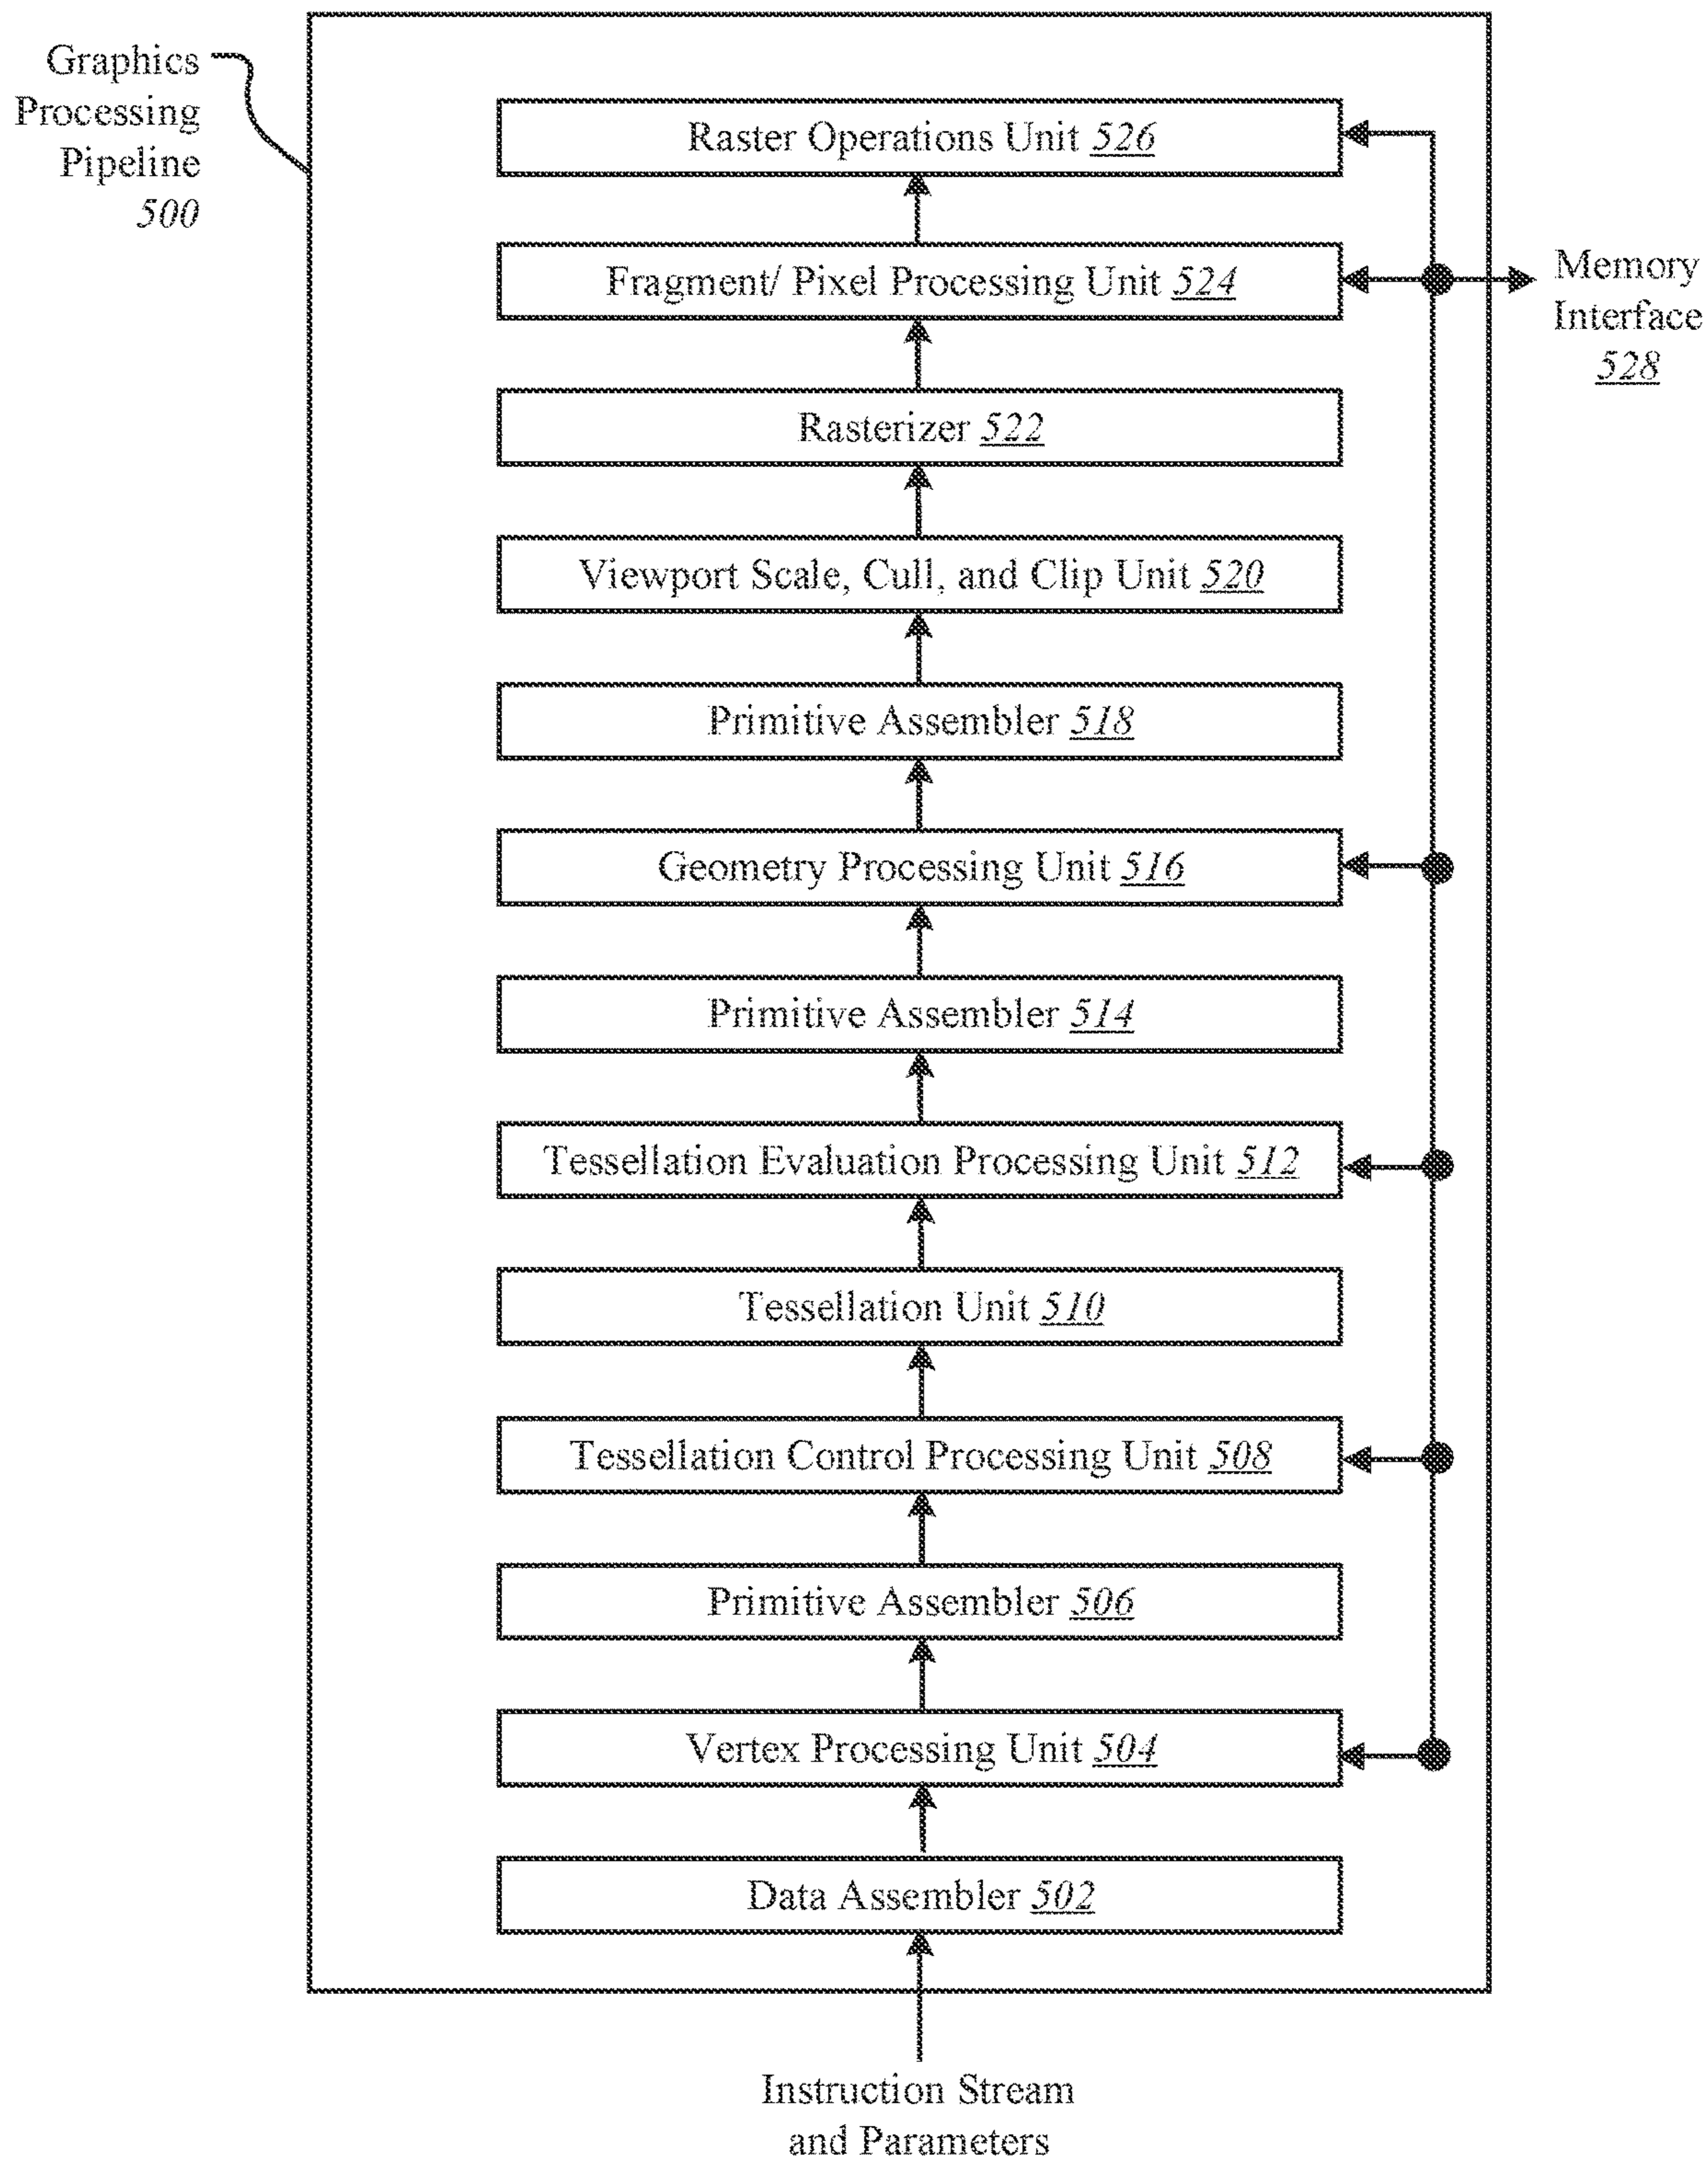 Graphics
Processing
Pipeline
500
Raster Operations Unit 526
Fragment/ Pixel Processing Unit 524
Memory
Interface
528
Rasterizer 522
Viewport Scale, Cull, and Clip Unit 520
Primitive Assembler 518
Geometry Processing Unit 516
Primitive Assembler 514
Tessellation Evaluation Processing Unit 512
Tessellation Unit 510
Tessellation Control Processing Unit 508
Primitive Assembler 506
Vertex Processing Unit 504
Data Assembler 502
Instruction Stream
and Parameters